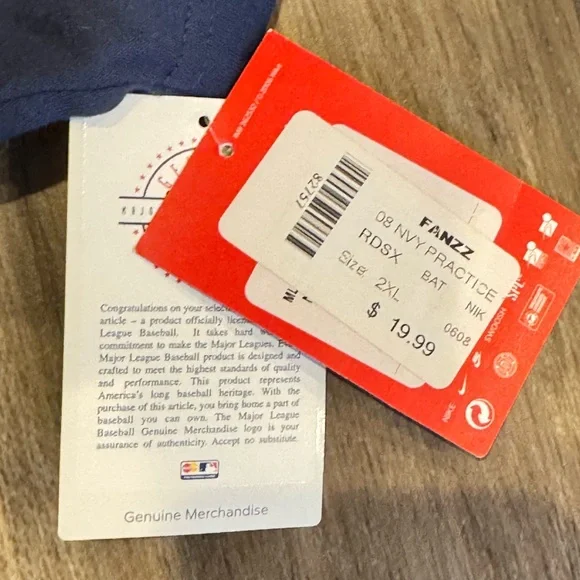 Congratulations on your
article – a product officially
League Baseball. It takes hard
commitment to make the Major Leagues.
Major League Baseball product is designed and
crafted to meet the highest standards of quality
and performance. This product represents
America's long baseball heritage. With the
purchase of this article, you bring home a part of
baseball you can own. The Major League
Baseball Genuine Merchandise logo is your
assurance of authenticity. Accept no substitute.
Genuine Merchandise
82757
FANZZ
08 NVY PRACTICE
RDSX BAT NIK
Size 2XL 0608
$ 19.99
NIKE
SWOOSH